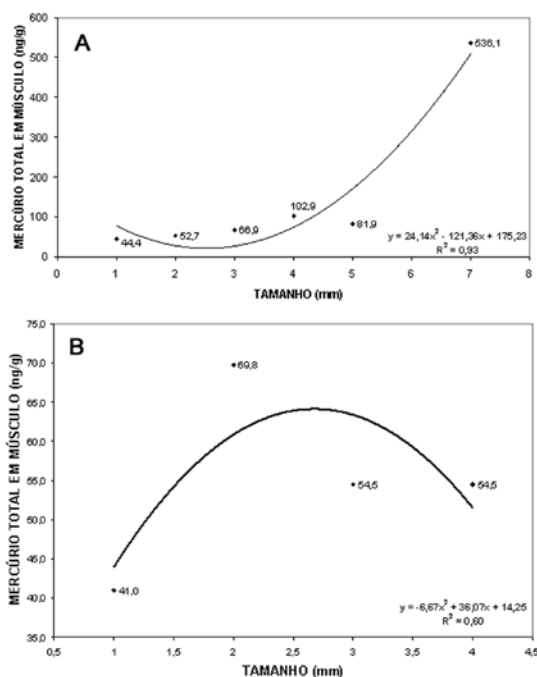 A
MERCÚRIO TOTAL EM MÚSCULO (ng/g)
600
500
400
300
200
100
0
44,4
52,7
66,9
102,9
81,9
536,1
y = 24,14x² - 121,36x + 175,23
R² = 0,93
0 1 2 3 4 5 6 7 8
TAMANHO (mm)
B
MERCÚRIO TOTAL EM MÚSCULO (ng/g)
75,0
70,0
65,0
60,0
55,0
50,0
45,0
40,0
35,0
41,0
69,8
54,5
54,5
y = -6,67x² + 36,07x + 14,25
R² = 0,60
0,5 1 1,5 2 2,5 3 3,5 4 4,5
TAMANHO (mm)